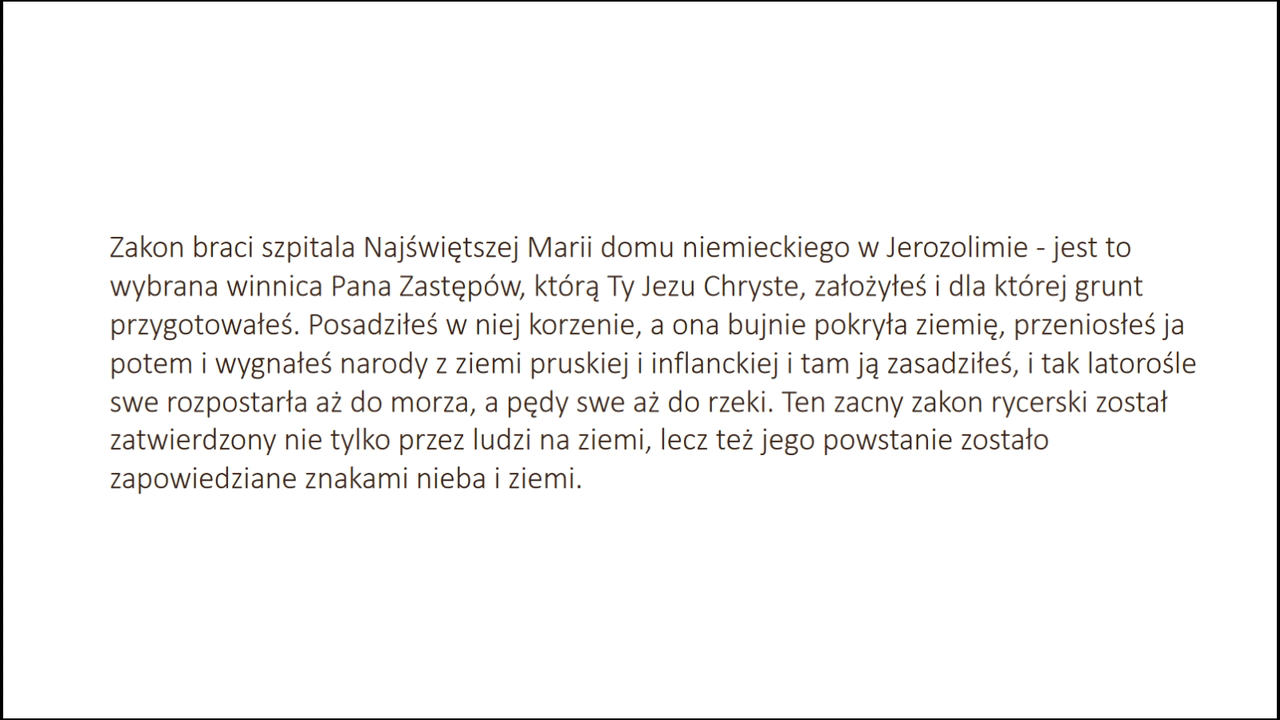 Zakon braci szpitala Najświętszej Marii domu niemieckiego w Jerozolimie - jest to
wybrana winnica Pana Zastępów, którą Ty Jezu Chryste, założyłeś i dla której grunt
przygotowałeś. Posadziłeś w niej korzenie, a ona bujnie pokryła ziemię, przeniosłeś ja
potem i wygnałeś narody z ziemi pruskiej i inflanckiej i tam ją zasadziłeś, i tak latorośle
swe rozpostarła aż do morza, a pędy swe aż do rzeki. Ten zacny zakon rycerski został
zatwierdzony nie tylko przez ludzi na ziemi, lecz też jego powstanie zostało
zapowiedziane znakami nieba i ziemi.